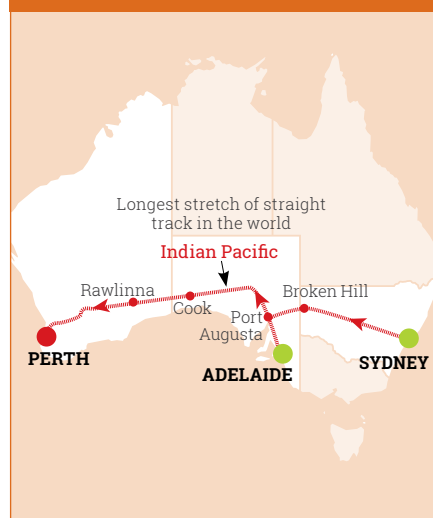 Longest stretch of straight
track in the world
Indian Pacific
Rawlinna
Broken Hill
Cook
Port
Augusta
PERTH
SYDNEY
ADELAIDE